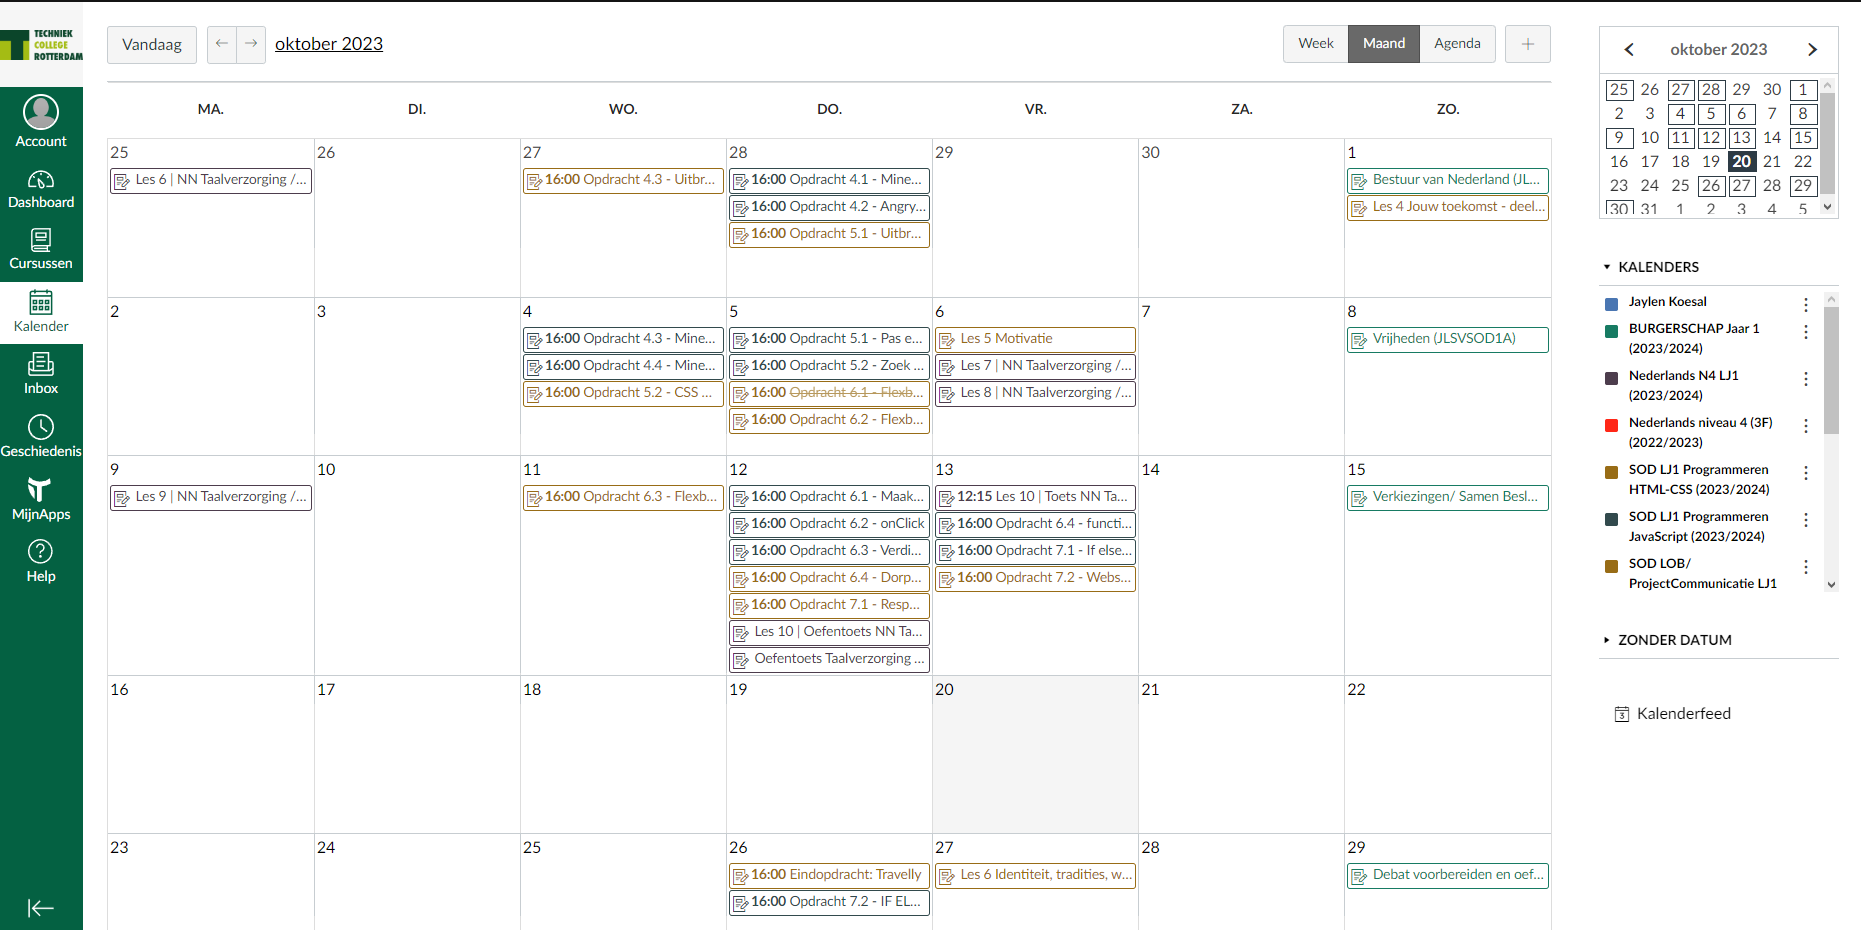 TECHNIEK
COLLEGE
ROTTERDAM
Account
Dashboard
Cursussen
Kalender
Inbox
Geschiedenis
MijnApps
Help
Vandaag
oktober 2023
Week
Maand
Agenda
MA.
DI.
WO.
DO.
VR.
ZA.
ZO.
25
26
27
28
29
30
1
Les 6 | NN Taalverzorging /...
16:00 Opdracht 4.3 - Uitbr...
16:00 Opdracht 4.1 - Mine...
16:00 Opdracht 4.2 - Angry...
16:00 Opdracht 5.1 - Uitbr...
Bestuur van Nederland (JL...
Les 4 Jouw toekomst - deel...
2
3
4
5
6
7
8
16:00 Opdracht 4.3 - Mine...
16:00 Opdracht 4.4 - Mine...
16:00 Opdracht 5.2 - CSS ...
16:00 Opdracht 5.1 - Pas e...
16:00 Opdracht 5.2 - Zoek ...
16:00 Opdracht 6.1 - Flexb...
16:00 Opdracht 6.2 - Flexb...
Les 5 Motivatie
Les 7 | NN Taalverzorging /...
Les 8 | NN Taalverzorging /...
Vrijheden (JLSVSOD1A)
9
10
11
12
13
14
15
Les 9 | NN Taalverzorging /...
16:00 Opdracht 6.3 - Flexb...
16:00 Opdracht 6.1 - Maak...
16:00 Opdracht 6.2 - onClick
16:00 Opdracht 6.3 - Verdi...
16:00 Opdracht 6.4 - Dorp...
16:00 Opdracht 7.1 - Resp...
Les 10 | Oefentoets NN Ta...
Oefentoets Taalverzorging ...
12:15 Les 10 | Toets NN Ta...
16:00 Opdracht 6.4 - functi...
16:00 Opdracht 7.1 - If else...
16:00 Opdracht 7.2 - Webs...
Verkiezingen/ Samen Besl...
16
17
18
19
20
21
22
23
24
25
26
27
28
29
16:00 Eindopdracht: Travelly
16:00 Opdracht 7.2 - IF EL...
Les 6 Identiteit, tradities, w...
Debat voorbereiden en oef...
oktober 2023
25 26 27 28 29 30 1
2 3 4 5 6 7 8
9 10 11 12 13 14 15
16 17 18 19 20 21 22
23 24 25 26 27 28 29
30 31 1 2 3 4 5
KALENDERS
Jaylen Koesal
BURGERSCHAP Jaar 1
(2023/2024)
Nederlands N4 LJ1
(2023/2024)
Nederlands niveau 4 (3F)
(2022/2023)
SOD LJ1 Programmeren
HTML-CSS (2023/2024)
SOD LJ1 Programmeren
JavaScript (2023/2024)
SOD LOB/
ProjectCommunicatie LJ1
ZONDER DATUM
3
Kalenderfeed